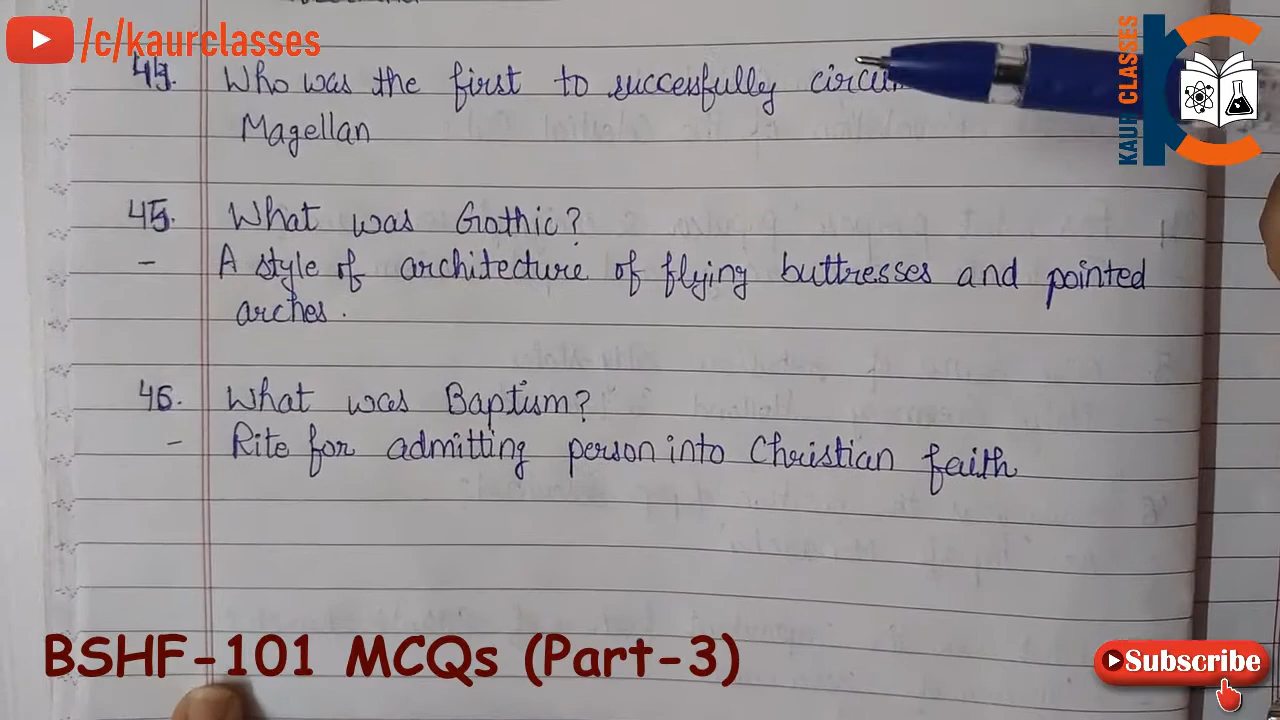 /c/kaurclasses
KAUR CLASSES
44. Who was the first to successfully
Magellan
45. What was Gothic?
- A style of architecture of flying buttresses and pointed
arches.
46. What was Baptism?
- Rite for admitting person into Christian faith
BSHF-101 MCQs (Part-3)
Subscribe